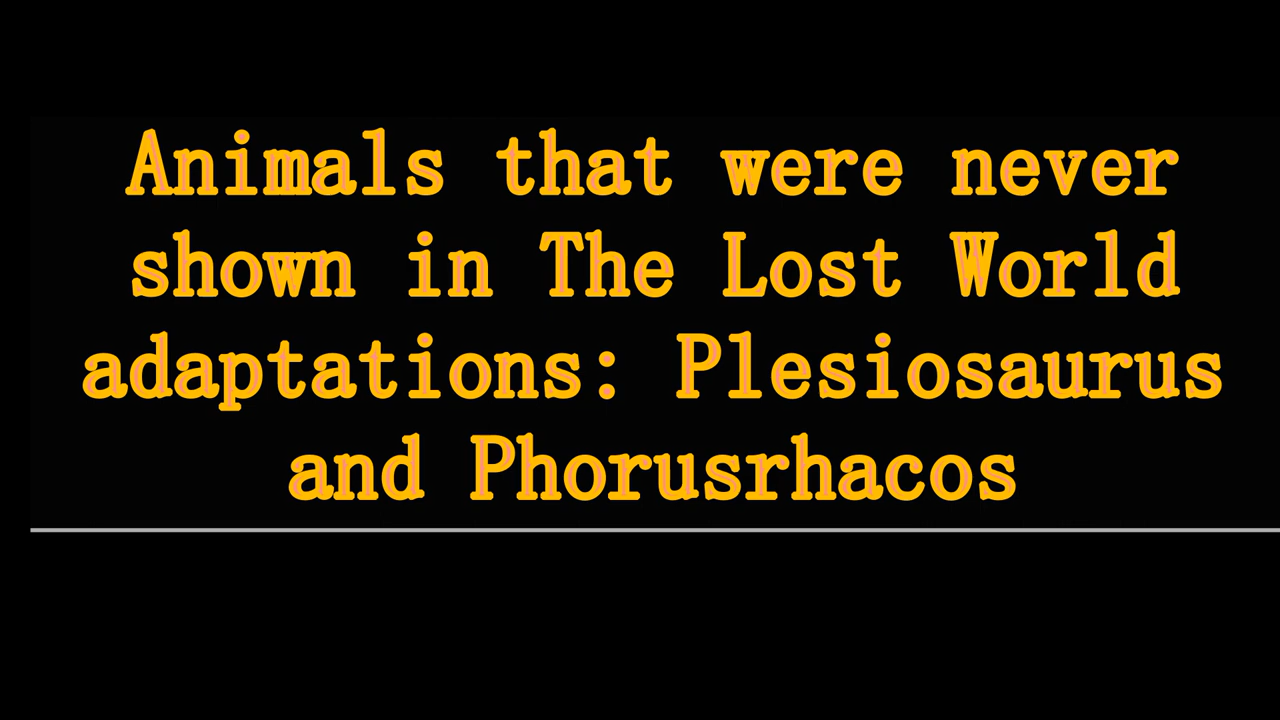 Animals that were never
shown in The Lost World
adaptations: Plesiosaurus
and Phorusrhacos